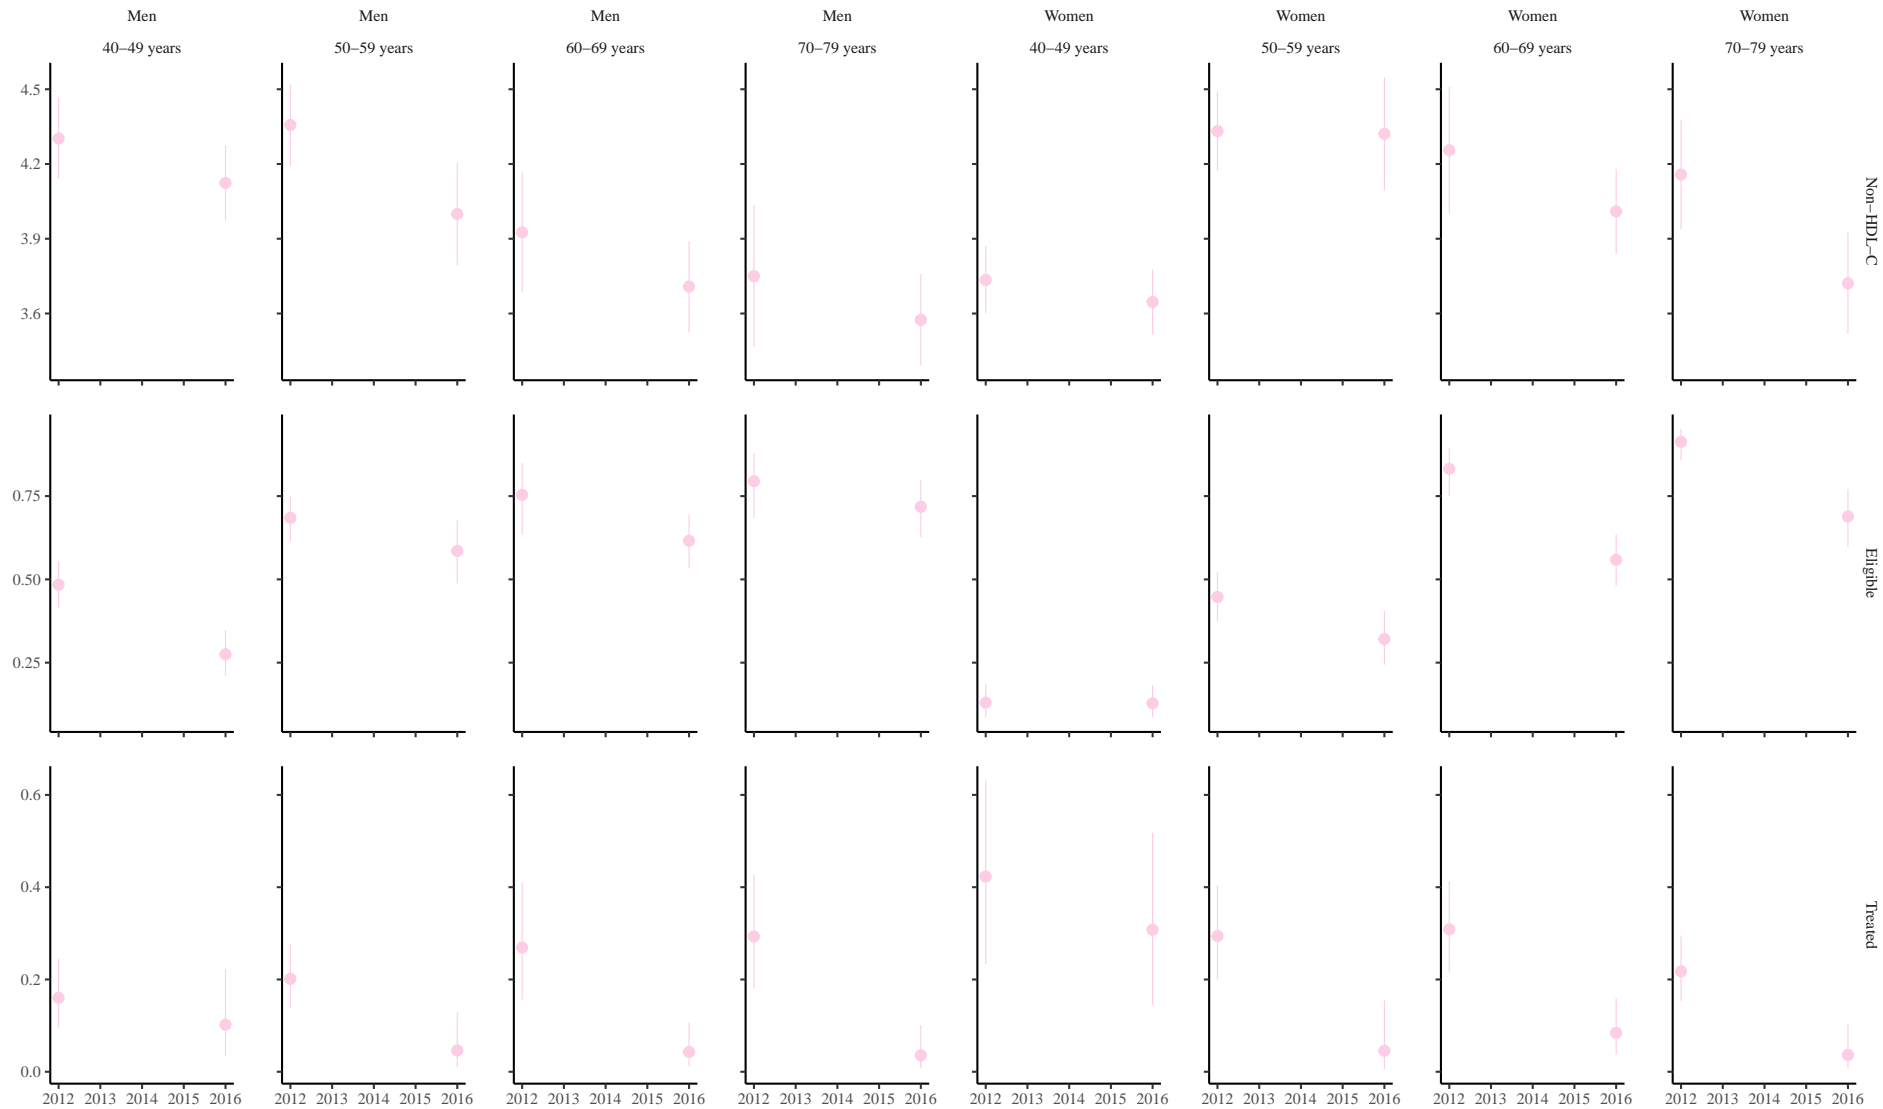 Men Men Men Men Women Women Women Women
40–49 years 50–59 years 60–69 years 70–79 years 40–49 years 50–59 years 60–69 years 70–79 years
4.5
4.2
3.9
3.6
Non–HDL–C
0.75
0.50
0.25
Eligible
0.6
0.4
0.2
0.0
Treated
2012 2013 2014 2015 2016 2012 2013 2014 2015 2016 2012 2013 2014 2015 2016 2012 2013 2014 2015 2016 2012 2013 2014 2015 2016 2012 2013 2014 2015 2016 2012 2013 2014 2015 2016 2012 2013 2014 2015 2016